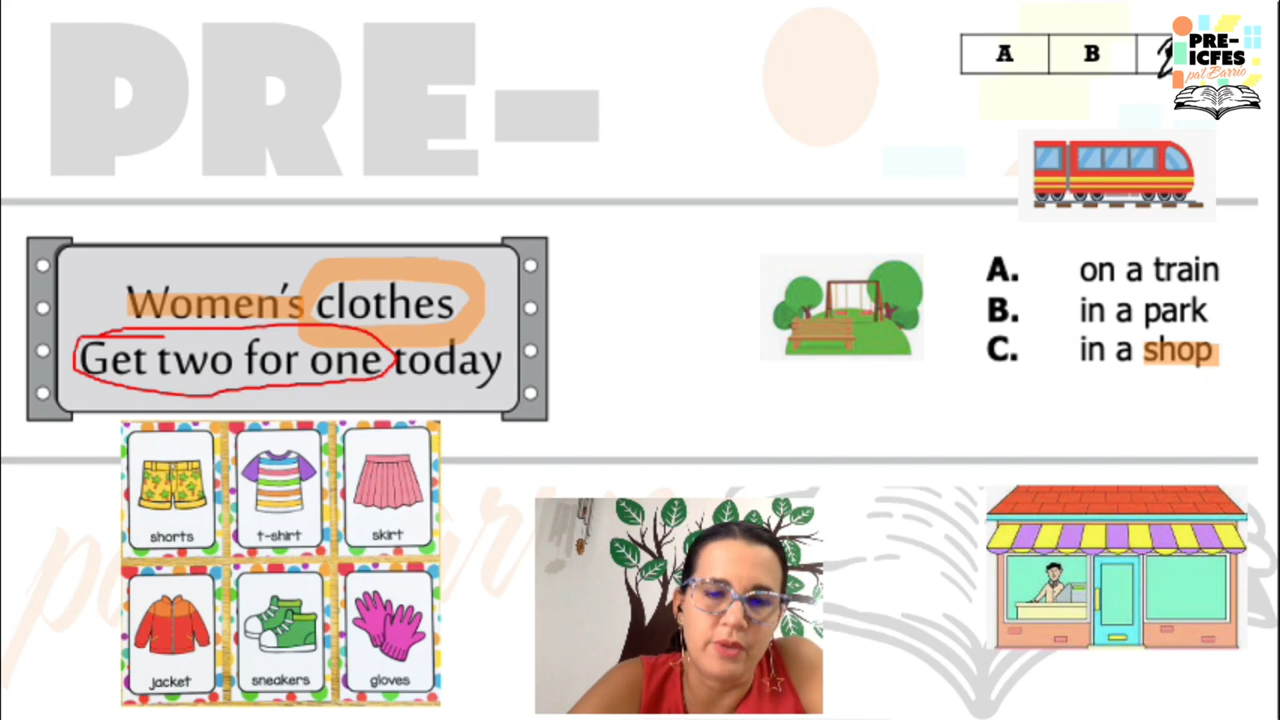 PRE-
A B
PRE-
ICFES
pa'l Barrio
Women's clothes
Get two for one today
A. on a train
B. in a park
C. in a shop
shorts t-shirt skirt
jacket sneakers gloves